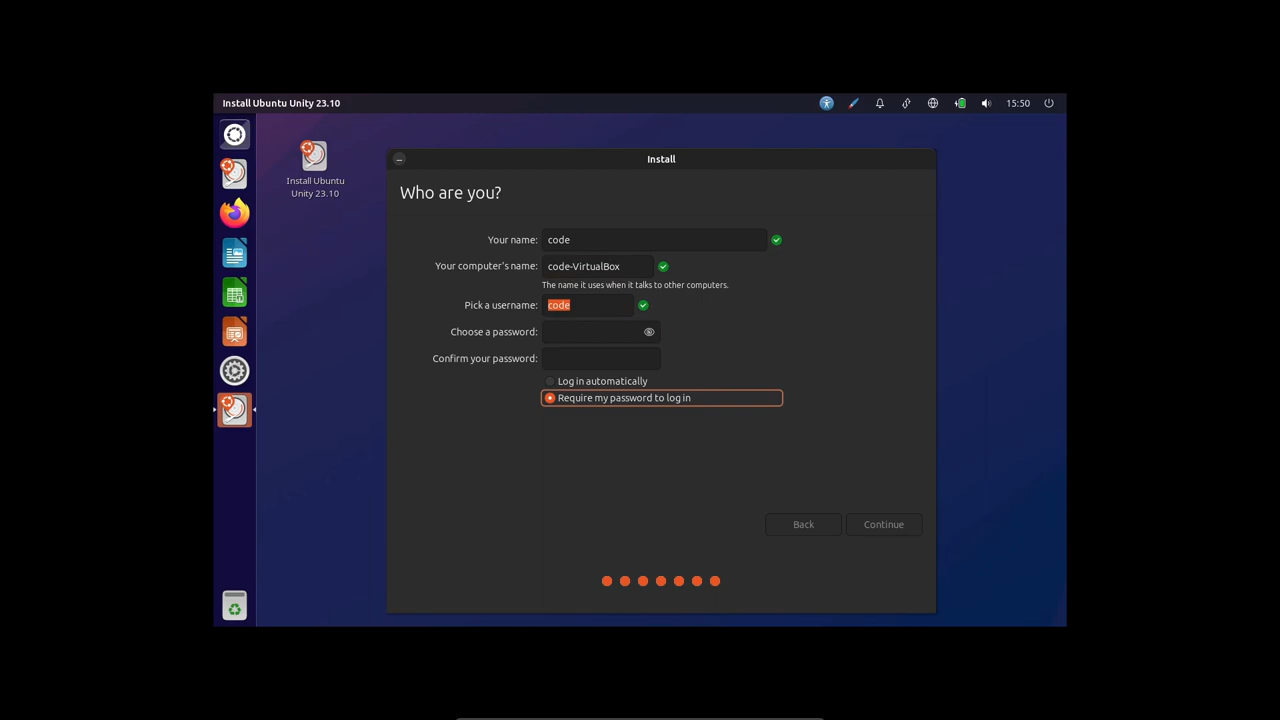 Install Ubuntu Unity 23.10
15:50
Install Ubuntu
Unity 23.10
Install
Who are you?
Your name: code
Your computer's name: code-VirtualBox
The name it uses when it talks to other computers.
Pick a username: code
Choose a password:
Confirm your password:
Log in automatically
Require my password to log in
Back Continue